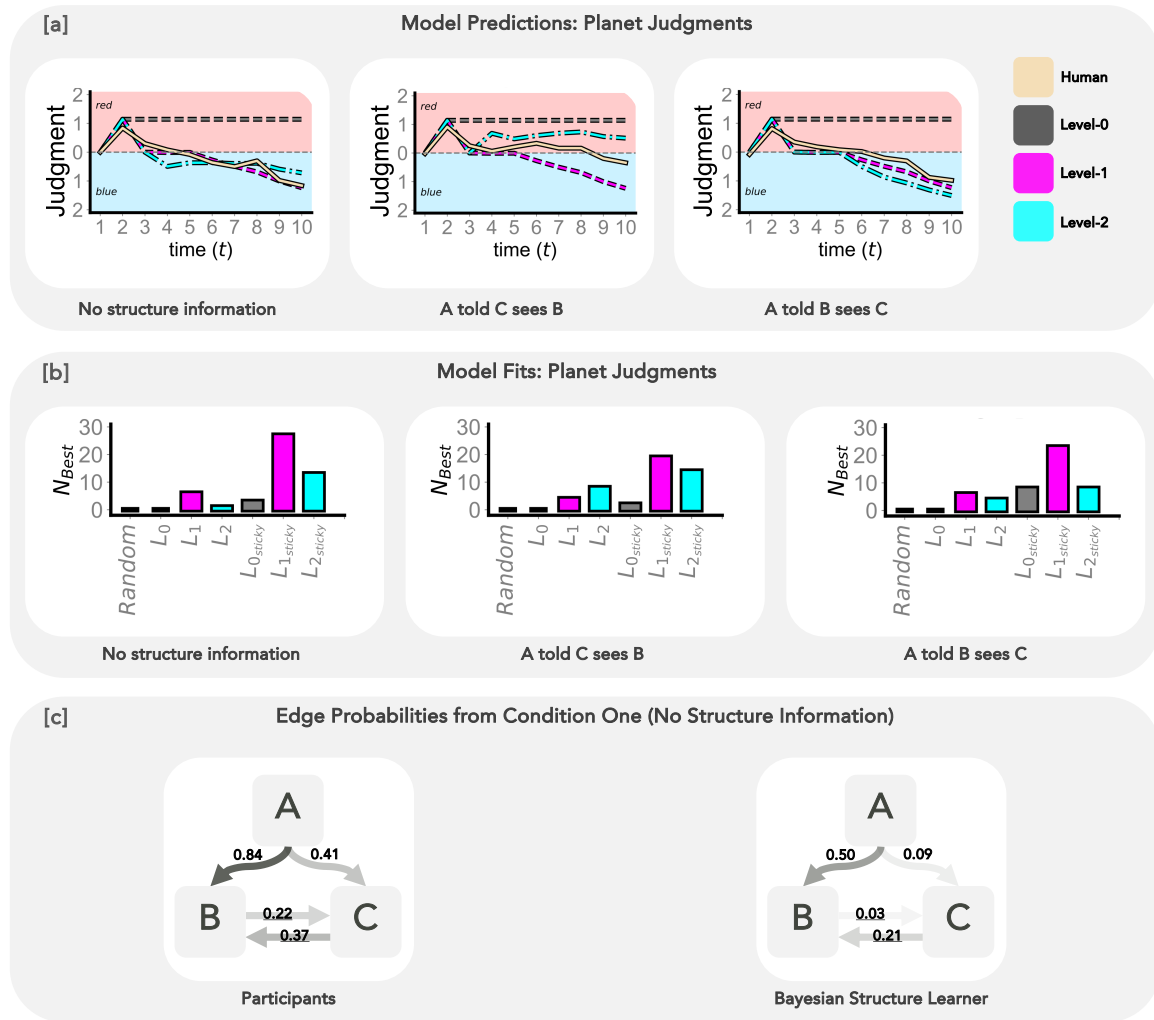 [a] Model Predictions: Planet Judgments
Judgment
2
1
0
1
2
red
blue
1 2 3 4 5 6 7 8 9 10
time (t)
No structure information
Judgment
2
1
0
1
2
red
blue
1 2 3 4 5 6 7 8 9 10
time (t)
A told C sees B
Judgment
2
1
0
1
2
red
blue
1 2 3 4 5 6 7 8 9 10
time (t)
A told B sees C
Human
Level-0
Level-1
Level-2
[b] Model Fits: Planet Judgments
N_Best
30
20
10
0
Random L0 L1 L2 L0sticky L1sticky L2sticky
No structure information
N_Best
30
20
10
0
Random L0 L1 L2 L0sticky L1sticky L2sticky
A told C sees B
N_Best
30
20
10
0
Random L0 L1 L2 L0sticky L1sticky L2sticky
A told B sees C
[c] Edge Probabilities from Condition One (No Structure Information)
A
0.84 0.41
B 0.22 C
0.37
Participants
A
0.50 0.09
B 0.03 C
0.21
Bayesian Structure Learner